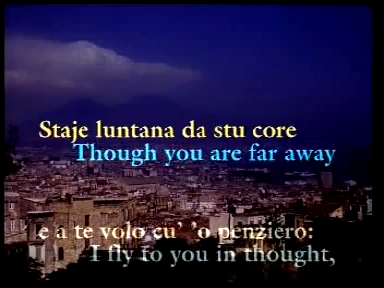 Staje luntana da stu core
Though you are far away
e a te volo cu' 'o penziero:
I fly to you in thought,